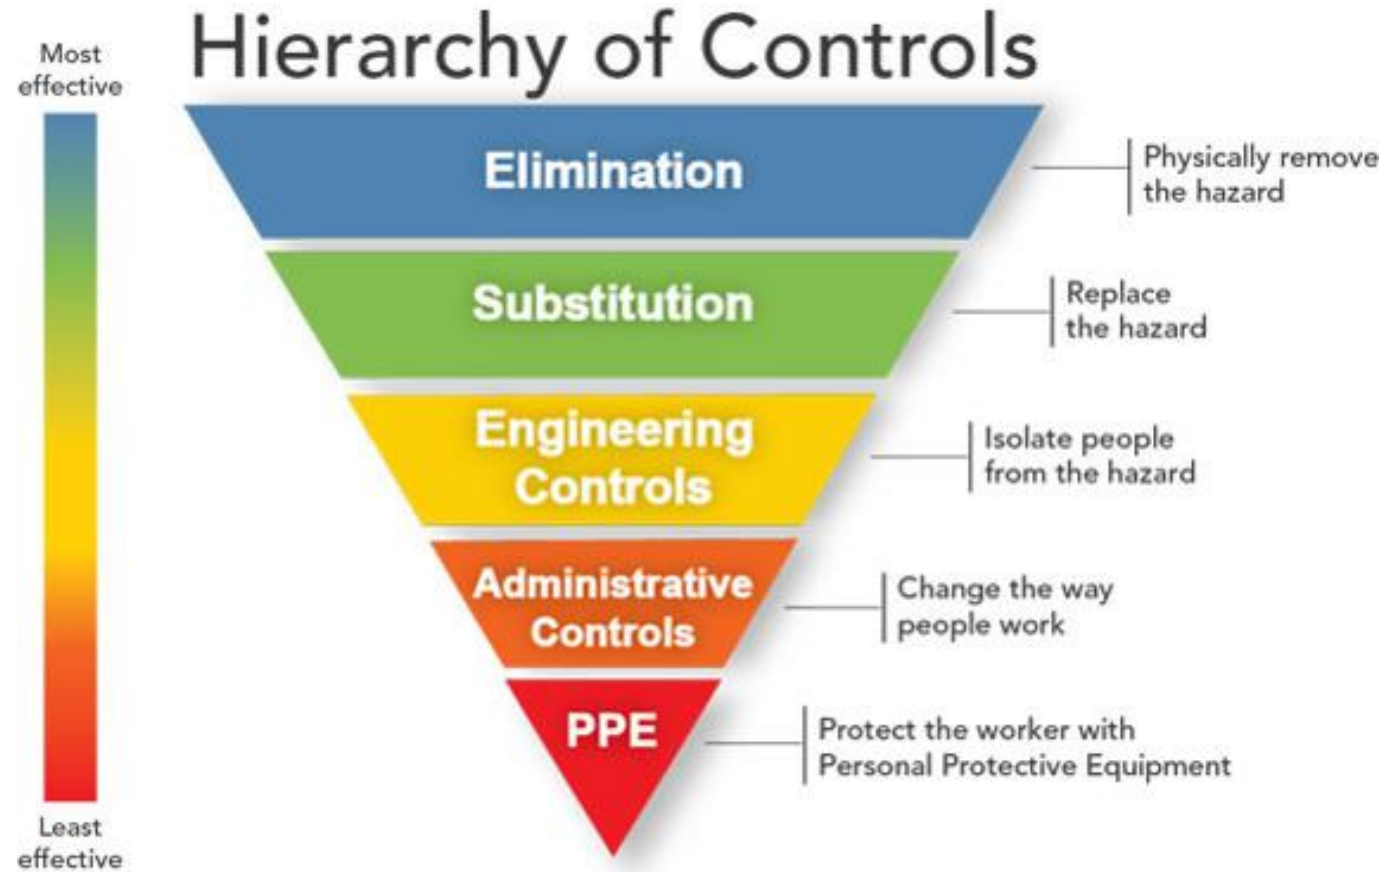 Hierarchy of Controls
Most
effective
Elimination
Physically remove
the hazard
Substitution
Replace
the hazard
Engineering
Controls
Isolate people
from the hazard
Administrative
Controls
Change the way
people work
PPE
Protect the worker with
Personal Protective Equipment
Least
effective